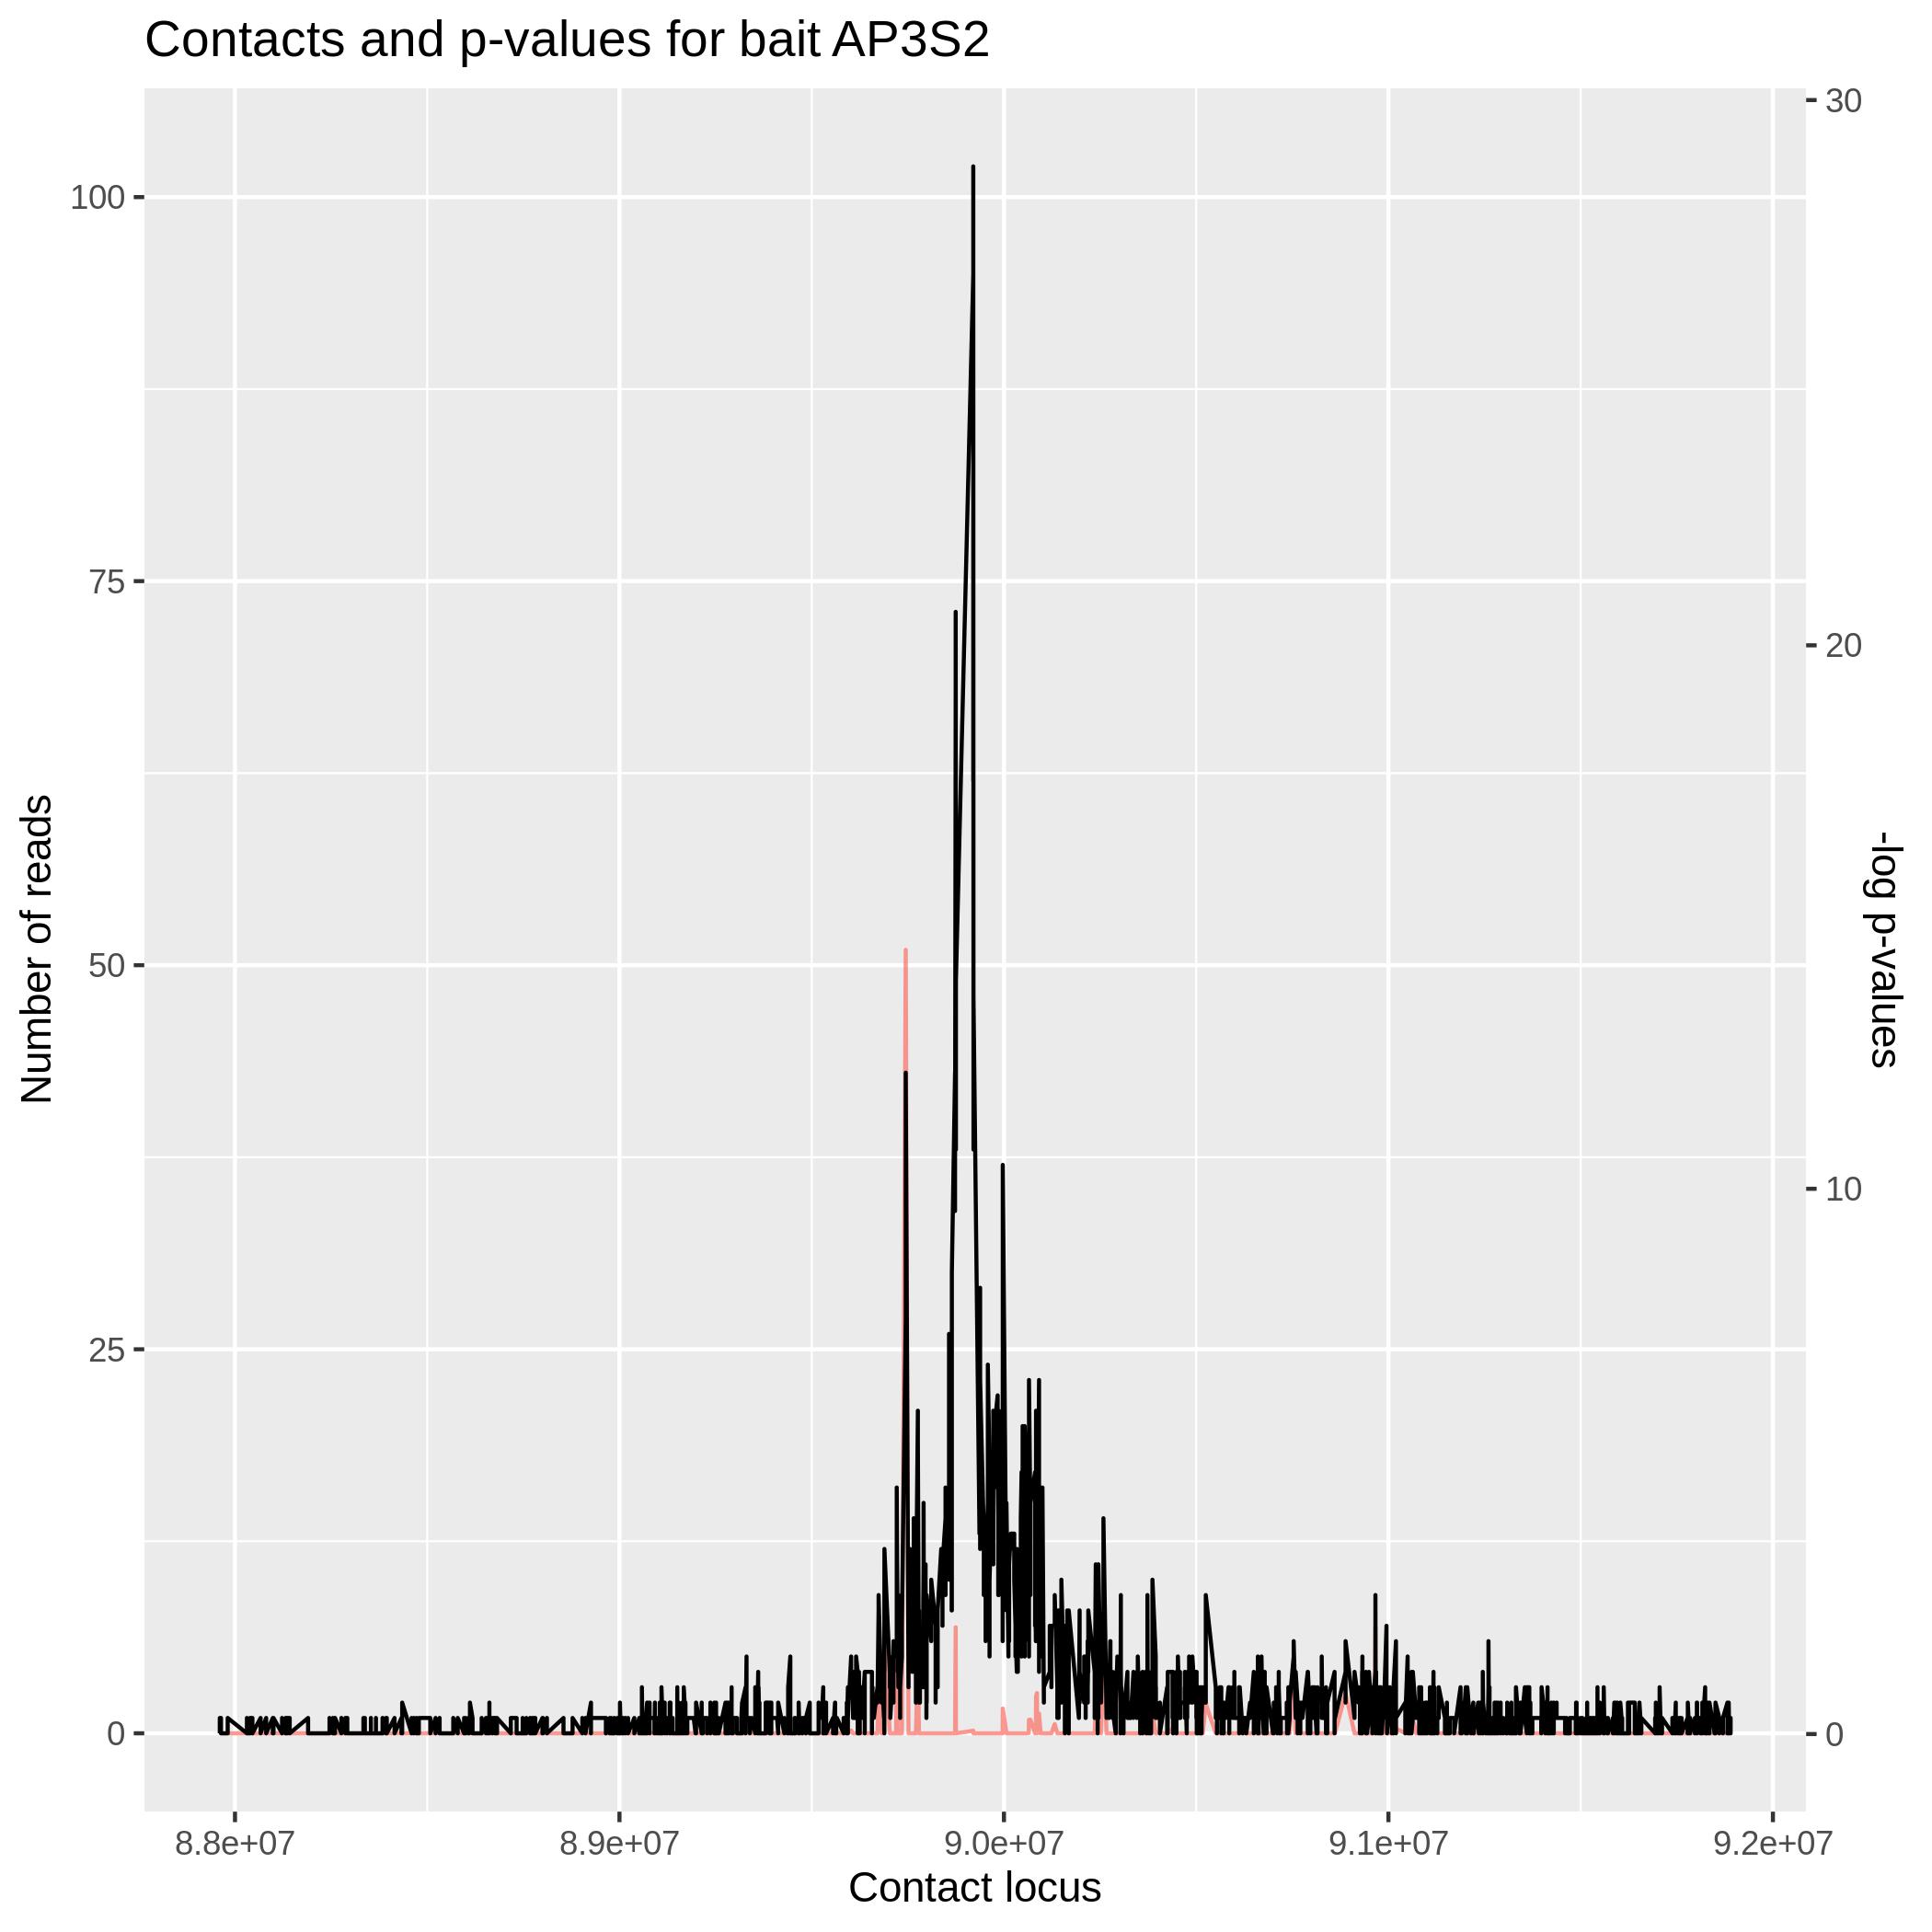 Contacts and p-values for bait AP3S2
Number of reads
100
75
50
25
0
30
20
10
0
-log p-values
8.8e+07 8.9e+07 9.0e+07 9.1e+07 9.2e+07
Contact locus